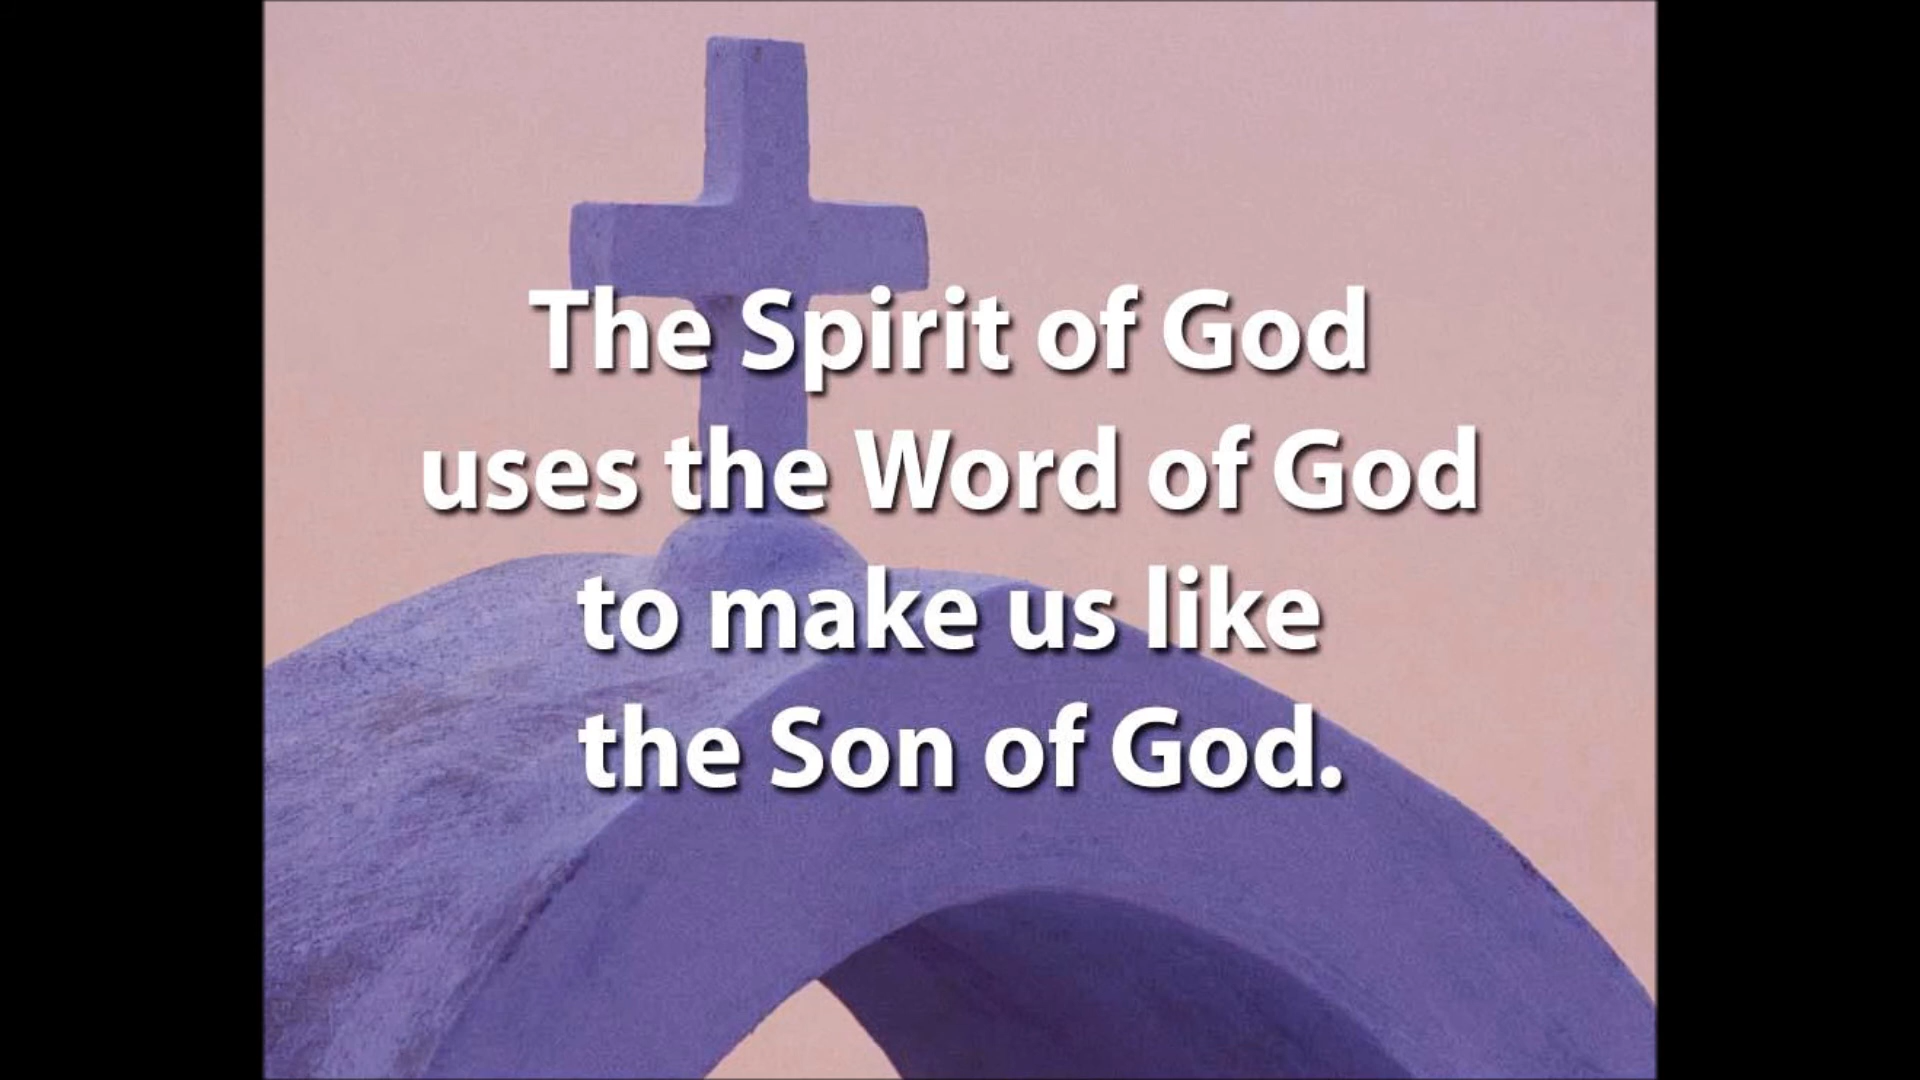 The Spirit of God
uses the Word of God
to make us like
the Son of God.